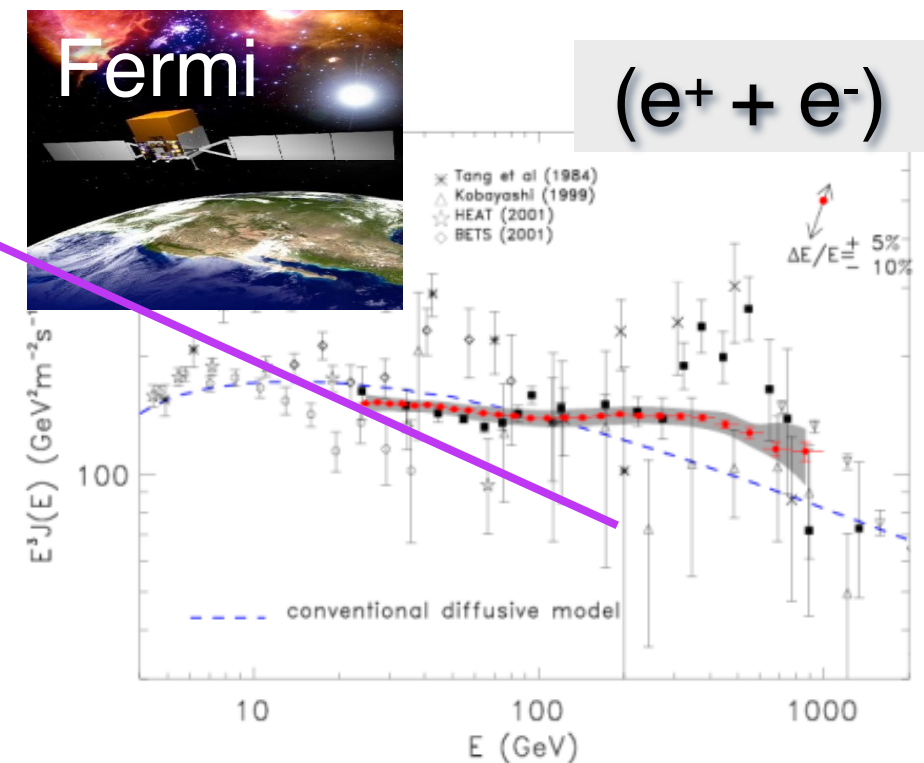 Fermi
(e⁺ + e⁻)
Tang et al (1984)
Kobayashi (1999)
HEAT (2001)
BETS (2001)
ΔE/E=
+ 5%
− 10%
E³J(E) (GeV²m⁻²s⁻¹
100
conventional diffusive model
10
100
1000
E (GeV)